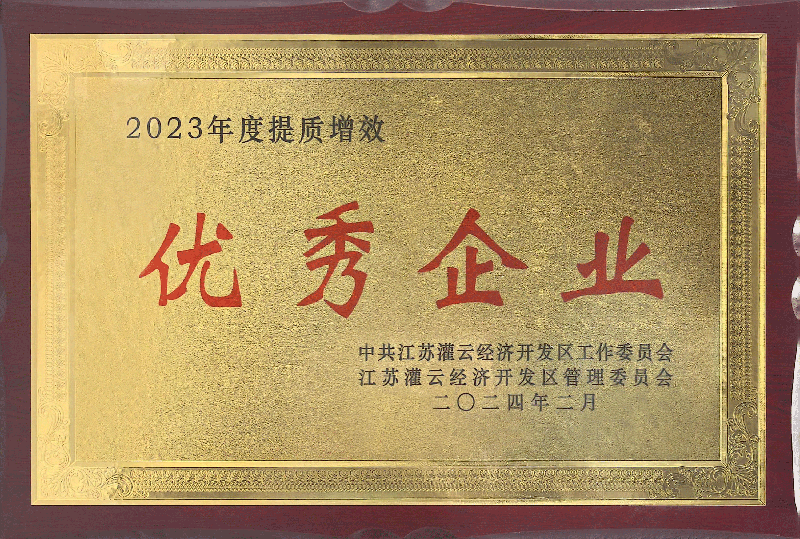 2023年度提质增效
优秀企业
中共江苏灌云经济开发区工作委员会
江苏灌云经济开发区管理委员会
二〇二四年二月